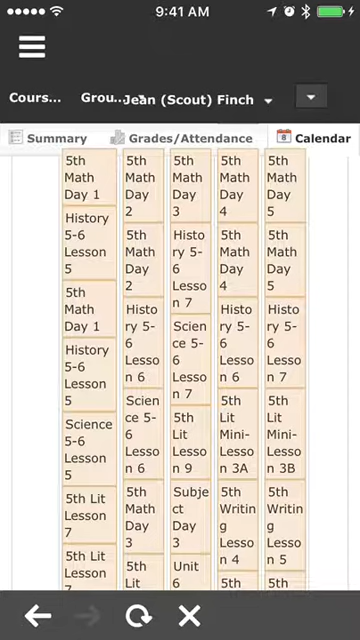 9:41 AM
Cours... Grou... Jean (Scout) Finch
Summary Grades/Attendance 8 Calendar
5th
Math
Day 1
History
5-6
Lesson
5
5th
Math
Day 1
History
5-6
Lesson
5
Science
5-6
Lesson
5
5th Lit
Lesson
7
5th Lit
Lesson
7
5th
Math
Day
2
5th
Math
Day
2
Histo
ry 5-
6
Lesso
n 6
Scien
ce 5-
6
Lesso
n 6
5th
Math
Day
3
5th
Lit
5th
Math
Day
3
Histo
ry 5-
6
Lesso
n 7
Scien
ce 5-
6
Lesso
n 7
5th
Lit
Lesso
n 9
Subje
ct
Day
3
Unit
6
5th
Math
Day
4
5th
Math
Day
4
Histo
ry 5-
6
Lesso
n 6
5th
Lit
Mini-
Lesso
n 3A
5th
Writin
g
Lesso
n 4
5th
5th
Math
Day
5
5th
Math
Day
5
Histo
ry 5-
6
Lesso
n 7
5th
Lit
Mini-
Lesso
n 3B
5th
Writin
g
Lesso
n 5
5th